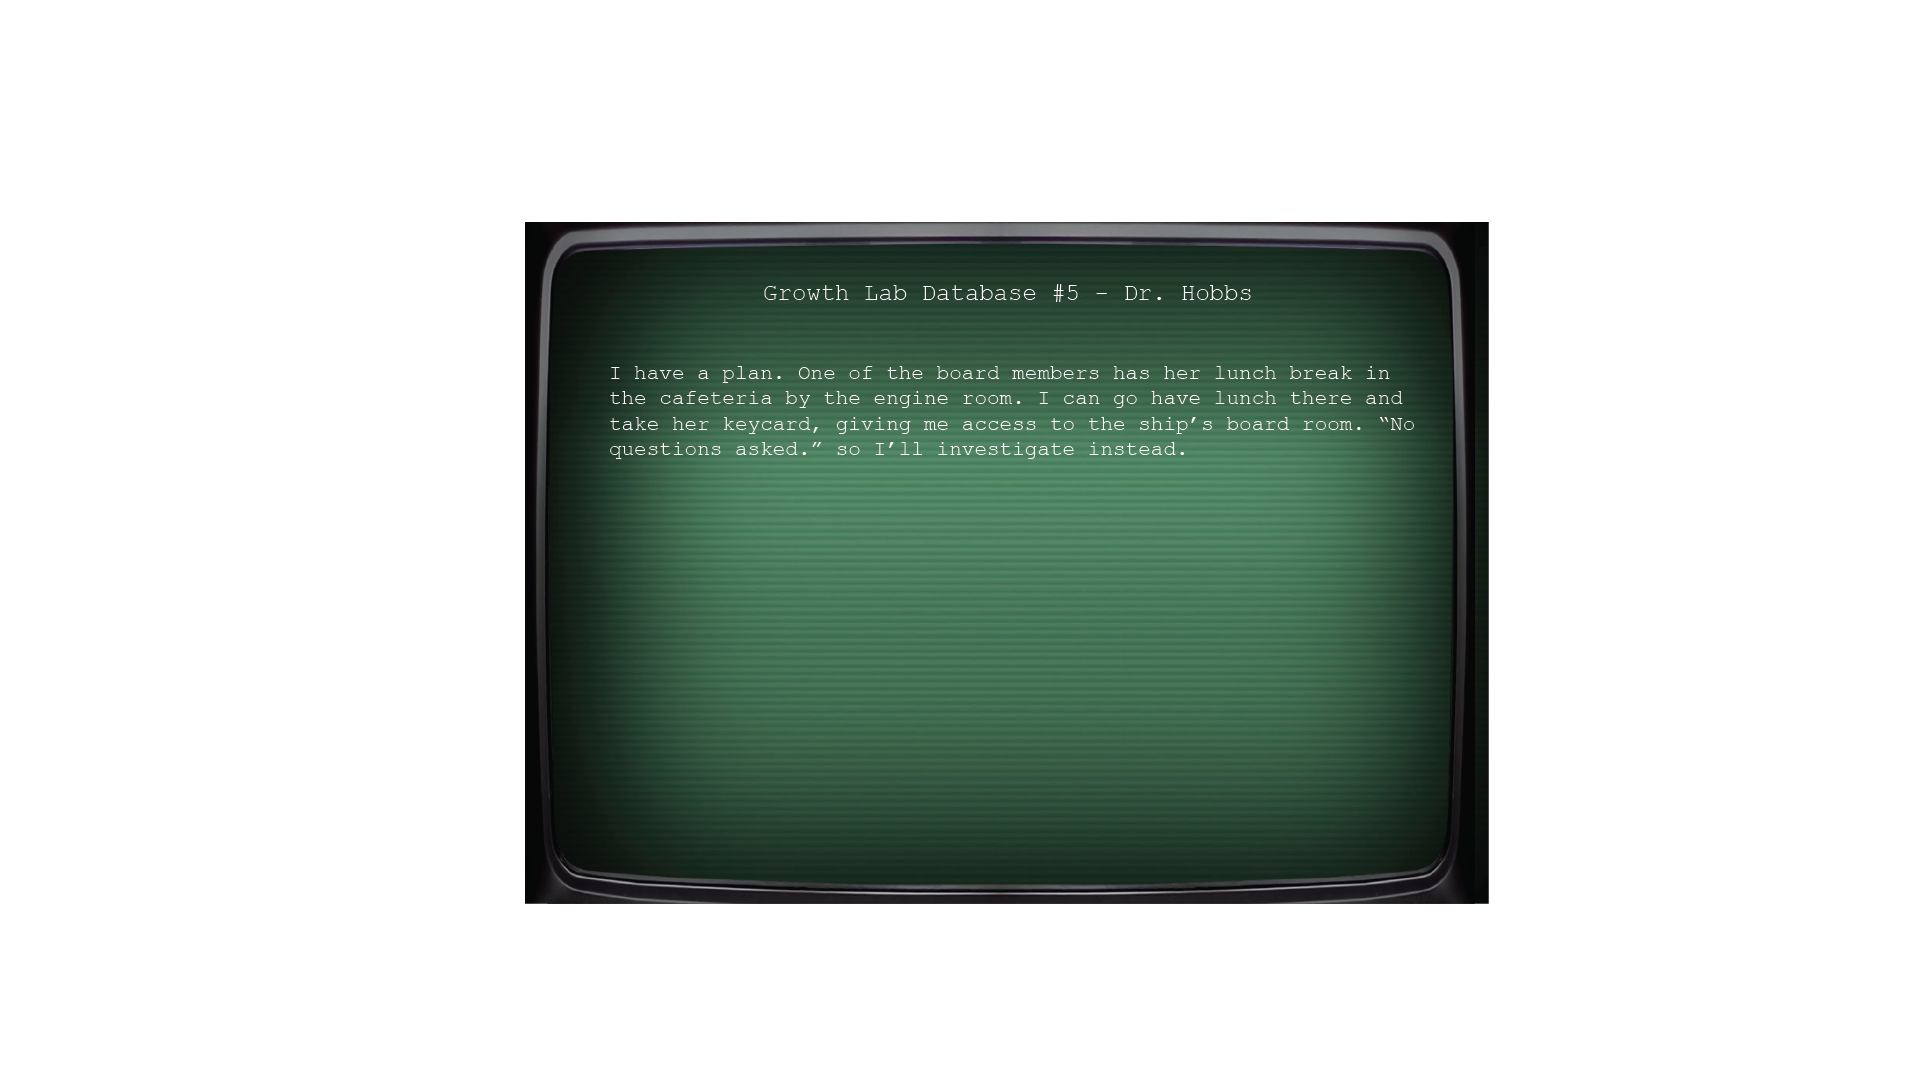 Growth Lab Database #5 – Dr. Hobbs
I have a plan. One of the board members has her lunch break in
the cafeteria by the engine room. I can go have lunch there and
take her keycard, giving me access to the ship’s board room. “No
questions asked.” so I’ll investigate instead.